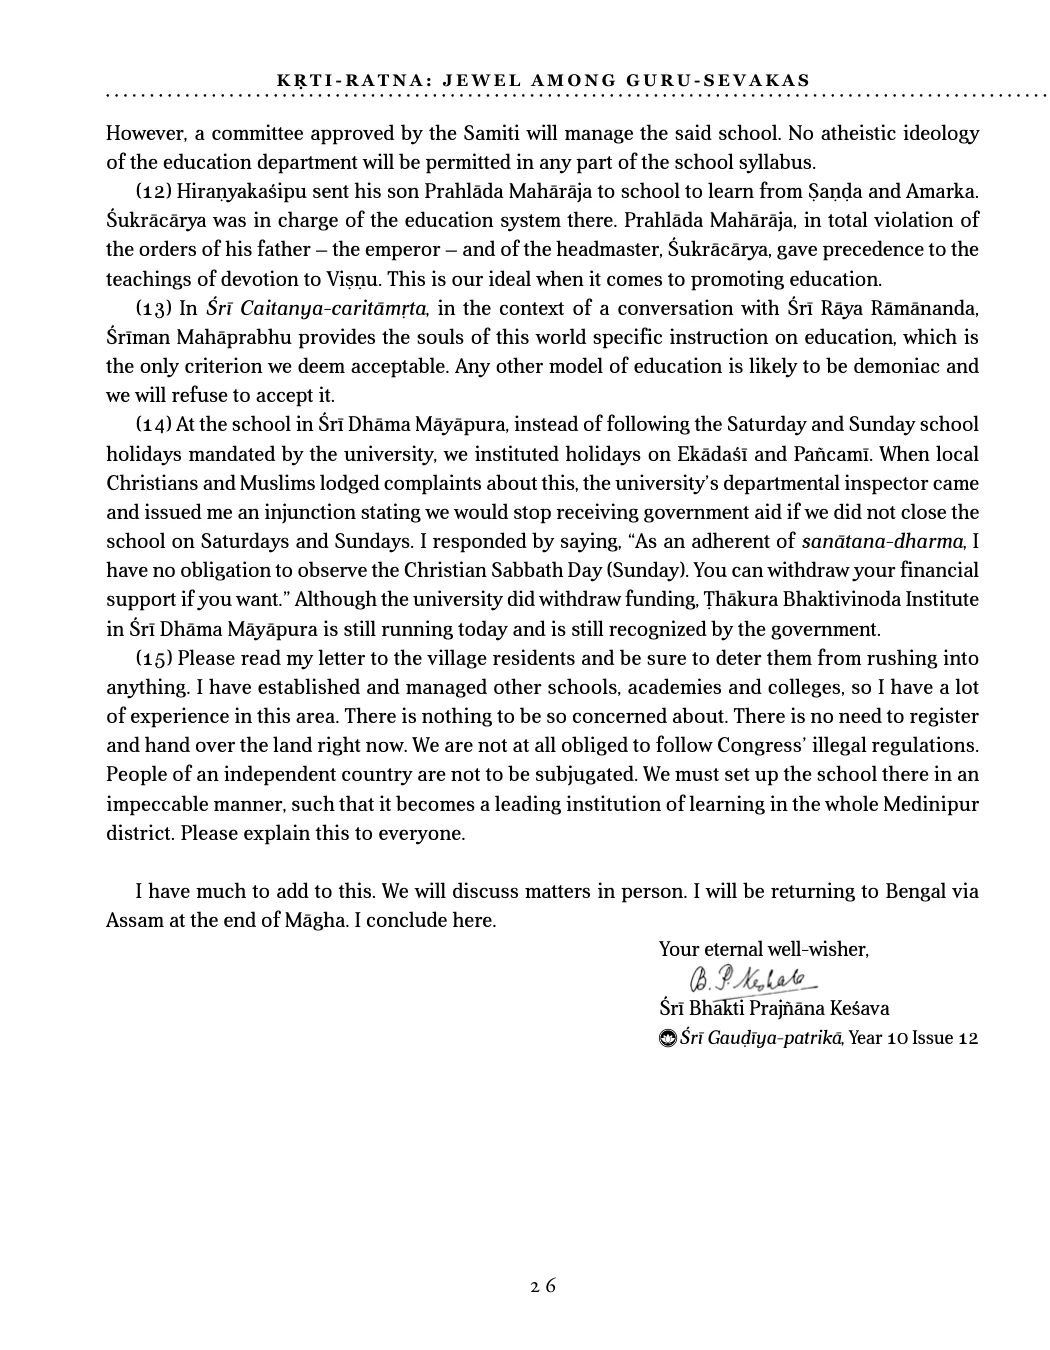 KṚTI-RATNA: JEWEL AMONG GURU-SEVAKAS
However, a committee approved by the Samiti will manage the said school. No atheistic ideology
of the education department will be permitted in any part of the school syllabus.
(12) Hiraṇyakaśipu sent his son Prahlāda Mahārāja to school to learn from Ṣaṇḍa and Amarka.
Śukrācārya was in charge of the education system there. Prahlāda Mahārāja, in total violation of
the orders of his father – the emperor – and of the headmaster, Śukrācārya, gave precedence to the
teachings of devotion to Viṣṇu. This is our ideal when it comes to promoting education.
(13) In Śrī Caitanya-caritāmṛta, in the context of a conversation with Śrī Rāya Rāmānanda,
Śrīman Mahāprabhu provides the souls of this world specific instruction on education, which is
the only criterion we deem acceptable. Any other model of education is likely to be demoniac and
we will refuse to accept it.
(14) At the school in Śrī Dhāma Māyāpura, instead of following the Saturday and Sunday school
holidays mandated by the university, we instituted holidays on Ekādaśī and Pañcamī. When local
Christians and Muslims lodged complaints about this, the university’s departmental inspector came
and issued me an injunction stating we would stop receiving government aid if we did not close the
school on Saturdays and Sundays. I responded by saying, “As an adherent of sanātana-dharma, I
have no obligation to observe the Christian Sabbath Day (Sunday). You can withdraw your financial
support if you want.” Although the university did withdraw funding, Ṭhākura Bhaktivinoda Institute
in Śrī Dhāma Māyāpura is still running today and is still recognized by the government.
(15) Please read my letter to the village residents and be sure to deter them from rushing into
anything. I have established and managed other schools, academies and colleges, so I have a lot
of experience in this area. There is nothing to be so concerned about. There is no need to register
and hand over the land right now. We are not at all obliged to follow Congress’ illegal regulations.
People of an independent country are not to be subjugated. We must set up the school there in an
impeccable manner, such that it becomes a leading institution of learning in the whole Medinipur
district. Please explain this to everyone.
I have much to add to this. We will discuss matters in person. I will be returning to Bengal via
Assam at the end of Māgha. I conclude here.
Your eternal well-wisher,
B. P. Keshab
Śrī Bhakti Prajñāna Keśava
Śrī Gauḍīya-patrikā, Year 10 Issue 12
26